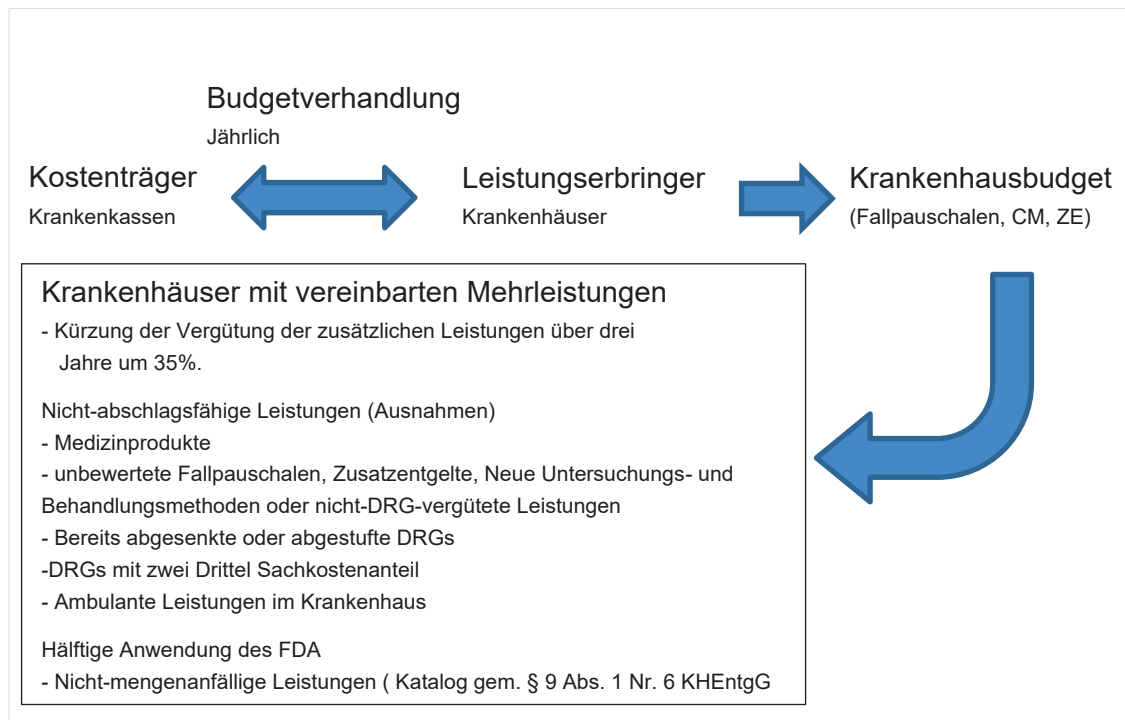 Budgetverhandlung
Jährlich
Kostenträger
Krankenkassen
Leistungserbringer
Krankenhäuser
Krankenhausbudget
(Fallpauschalen, CM, ZE)
Krankenhäuser mit vereinbarten Mehrleistungen
- Kürzung der Vergütung der zusätzlichen Leistungen über drei
Jahre um 35%.
Nicht-abschlagsfähige Leistungen (Ausnahmen)
- Medizinprodukte
- unbewertete Fallpauschalen, Zusatzentgelte, Neue Untersuchungs- und
Behandlungsmethoden oder nicht-DRG-vergütete Leistungen
- Bereits abgesenkte oder abgestufte DRGs
-DRGs mit zwei Drittel Sachkostenanteil
- Ambulante Leistungen im Krankenhaus
Hälftige Anwendung des FDA
- Nicht-mengenanfällige Leistungen ( Katalog gem. § 9 Abs. 1 Nr. 6 KHEntgG